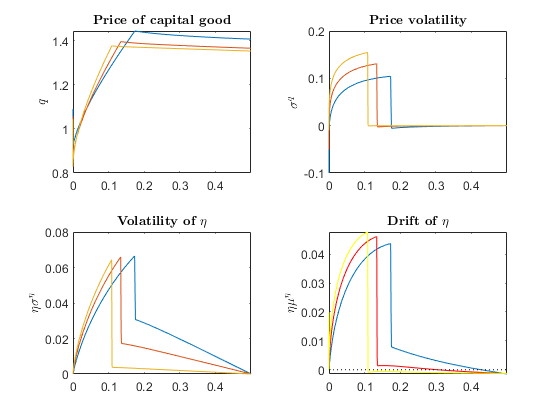 Price of capital good
Price volatility
1.4
1.2
1
0.8
q
0 0.1 0.2 0.3 0.4
0.2
0.1
0
-0.1
σ^q
0 0.1 0.2 0.3 0.4
Volatility of η
Drift of η
0.08
0.06
0.04
0.02
0
ησ^η
0 0.1 0.2 0.3 0.4
0.04
0.03
0.02
0.01
0
ημ^η
0 0.1 0.2 0.3 0.4